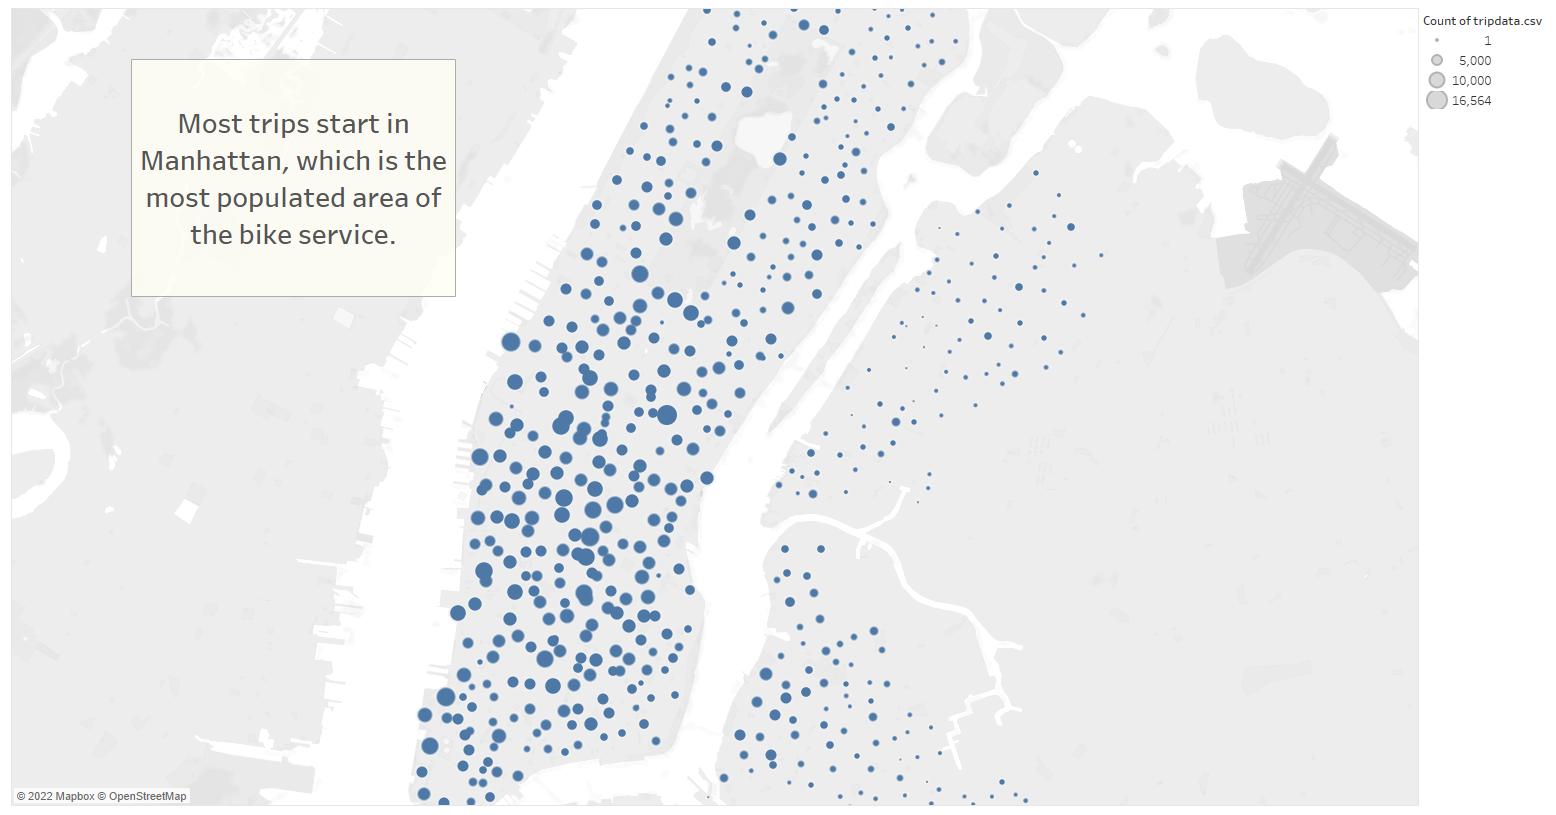 Most trips start in
Manhattan, which is the
most populated area of
the bike service.
Count of tripdata.csv
1
5,000
10,000
16,564
© 2022 Mapbox © OpenStreetMap